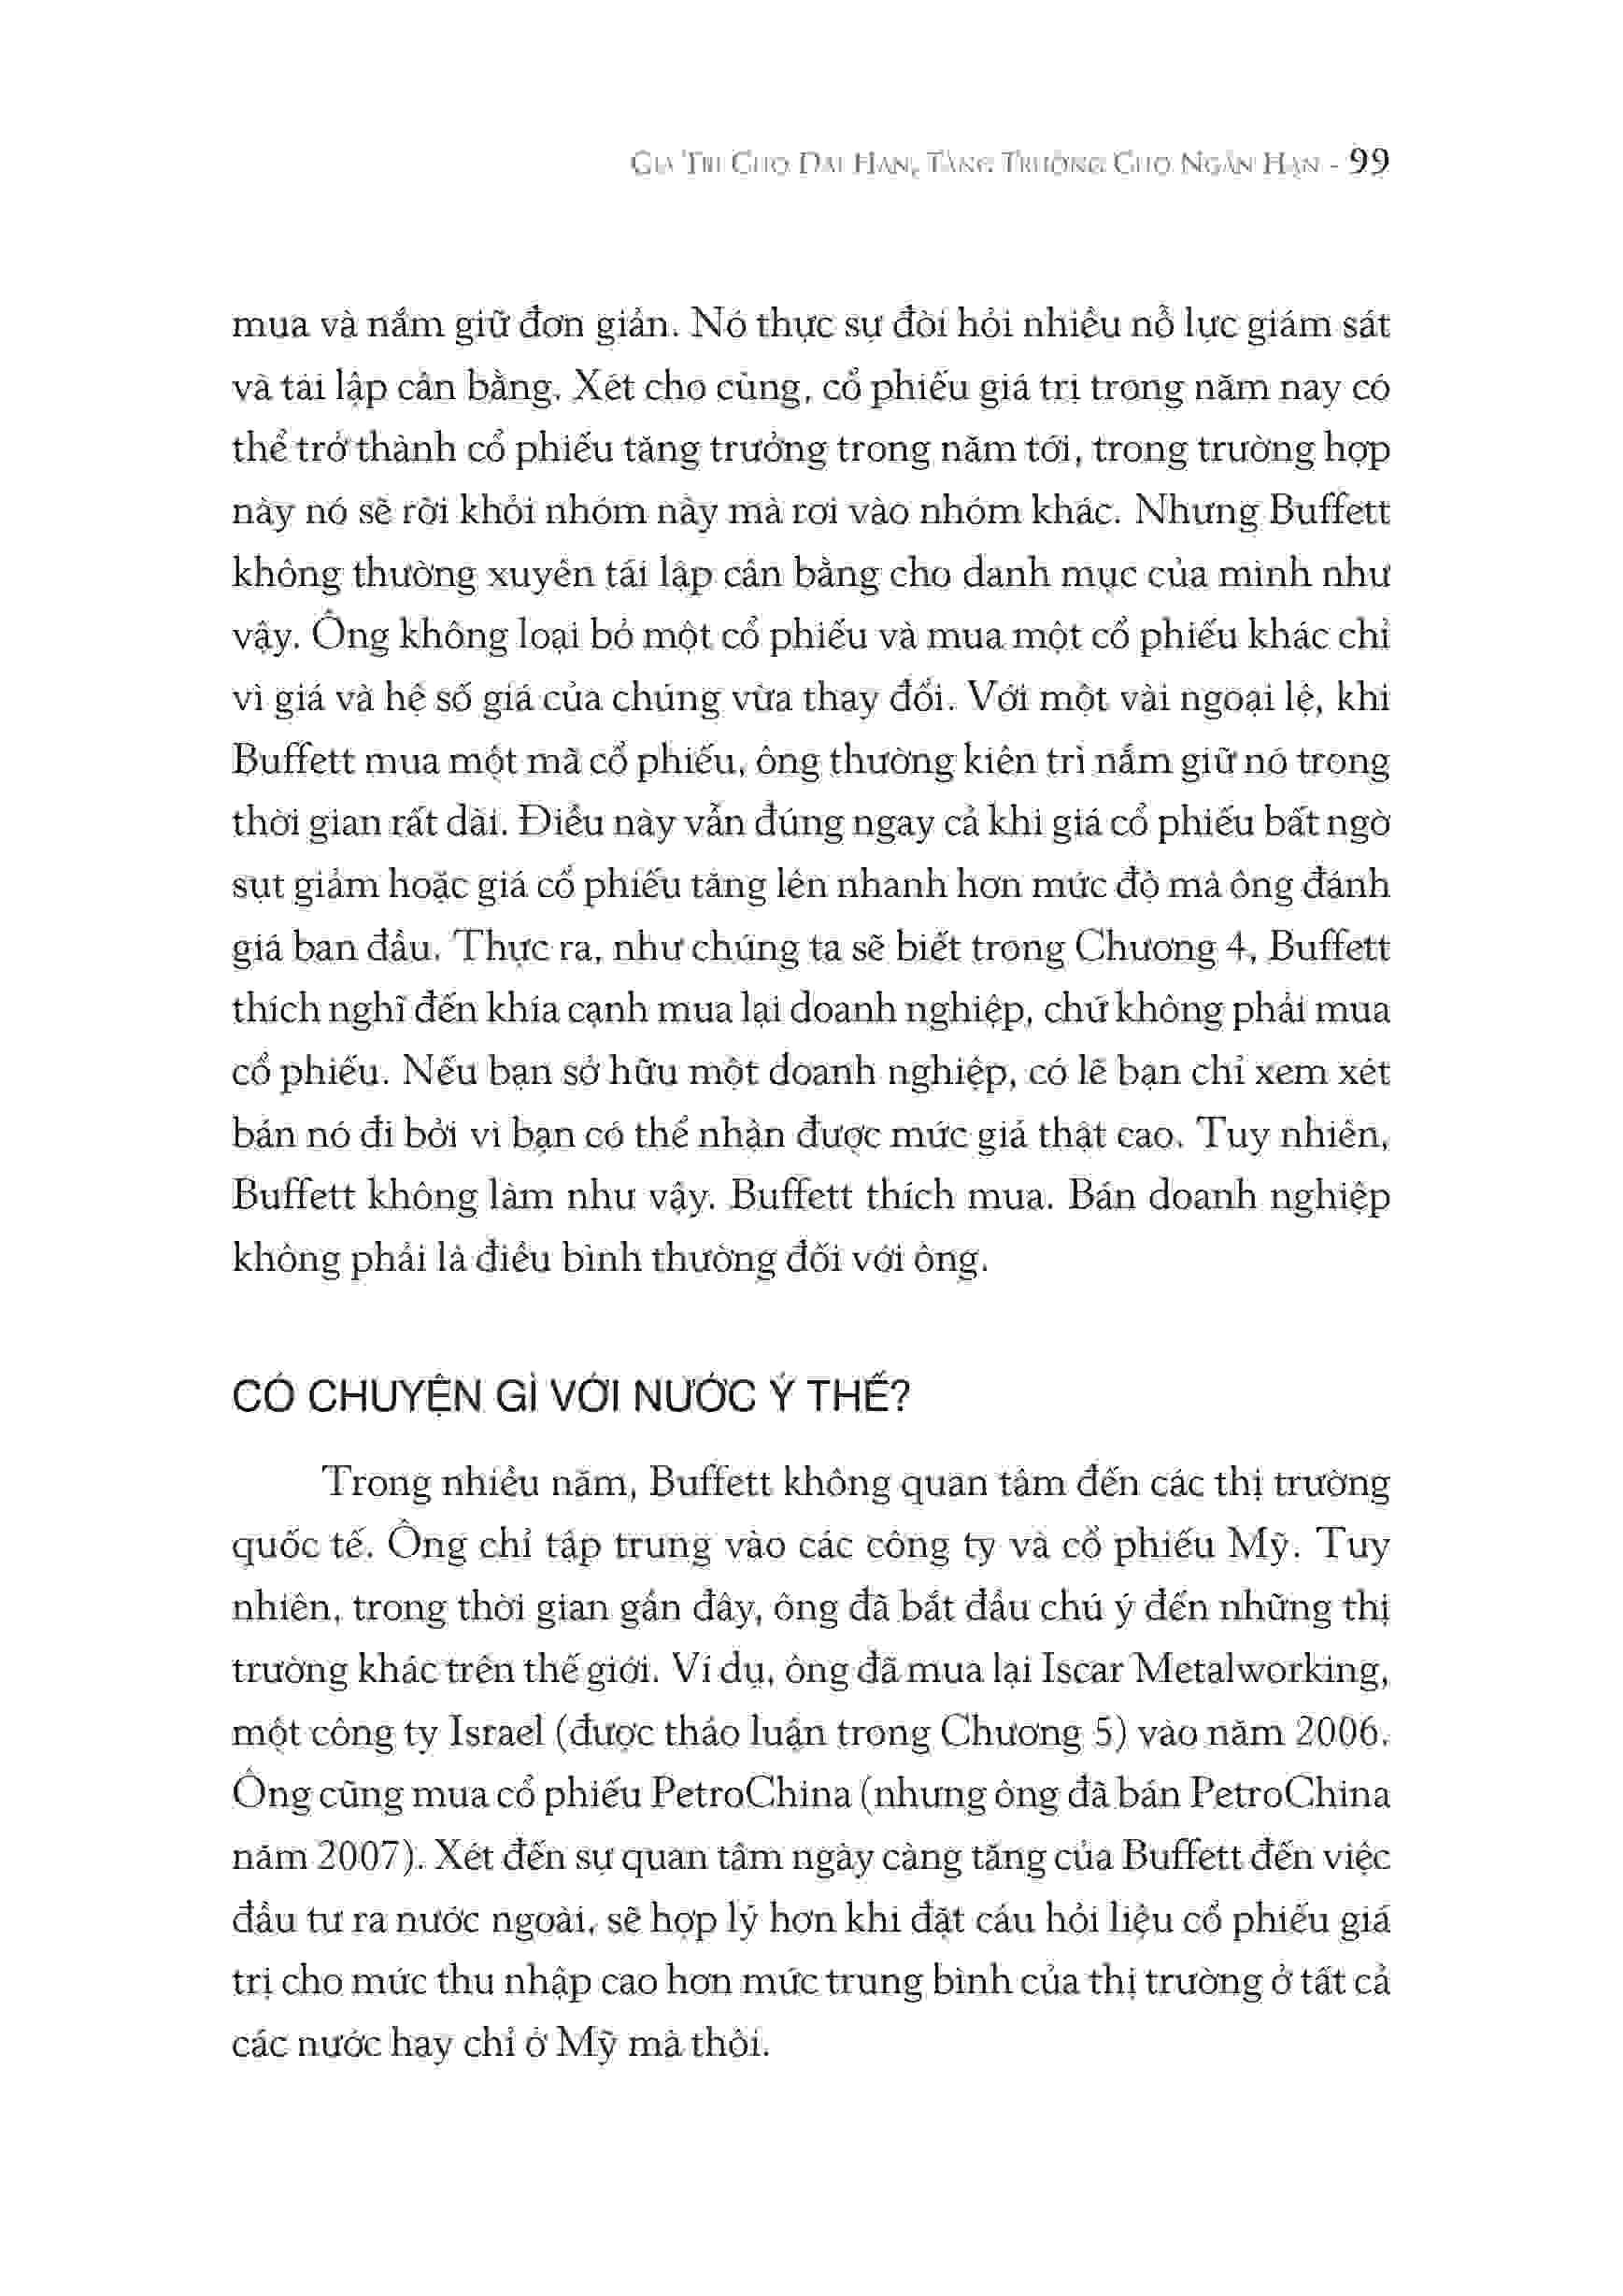 Giá Trị Cho Dài Hạn, Tăng Trưởng Cho Ngắn Hạn - 99
mua và nắm giữ đơn giản. Nó thực sự đòi hỏi nhiều nỗ lực giám sát
và tái lập cân bằng. Xét cho cùng, cổ phiếu giá trị trong năm nay có
thể trở thành cổ phiếu tăng trưởng trong năm tới, trong trường hợp
này nó sẽ rời khỏi nhóm này mà rơi vào nhóm khác. Nhưng Buffett
không thường xuyên tái lập cân bằng cho danh mục của mình như
vậy. Ông không loại bỏ một cổ phiếu và mua một cổ phiếu khác chỉ
vì giá và hệ số giá của chúng vừa thay đổi. Với một vài ngoại lệ, khi
Buffett mua một mã cổ phiếu, ông thường kiên trì nắm giữ nó trong
thời gian rất dài. Điều này vẫn đúng ngay cả khi giá cổ phiếu bất ngờ
sụt giảm hoặc giá cổ phiếu tăng lên nhanh hơn mức độ mà ông đánh
giá ban đầu. Thực ra, như chúng ta sẽ biết trong Chương 4, Buffett
thích nghĩ đến khía cạnh mua lại doanh nghiệp, chứ không phải mua
cổ phiếu. Nếu bạn sở hữu một doanh nghiệp, có lẽ bạn chỉ xem xét
bán nó đi bởi vì bạn có thể nhận được mức giá thật cao. Tuy nhiên,
Buffett không làm như vậy. Buffett thích mua. Bán doanh nghiệp
không phải là điều bình thường đối với ông.
CÓ CHUYỆN GÌ VỚI NƯỚC Ý THẾ?
Trong nhiều năm, Buffett không quan tâm đến các thị trường
quốc tế. Ông chỉ tập trung vào các công ty và cổ phiếu Mỹ. Tuy
nhiên, trong thời gian gần đây, ông đã bắt đầu chú ý đến những thị
trường khác trên thế giới. Ví dụ, ông đã mua lại Iscar Metalworking,
một công ty Israel (được thảo luận trong Chương 5) vào năm 2006.
Ông cũng mua cổ phiếu PetroChina (nhưng ông đã bán PetroChina
năm 2007). Xét đến sự quan tâm ngày càng tăng của Buffett đến việc
đầu tư ra nước ngoài, sẽ hợp lý hơn khi đặt câu hỏi liệu cổ phiếu giá
trị cho mức thu nhập cao hơn mức trung bình của thị trường ở tất cả
các nước hay chỉ ở Mỹ mà thôi.